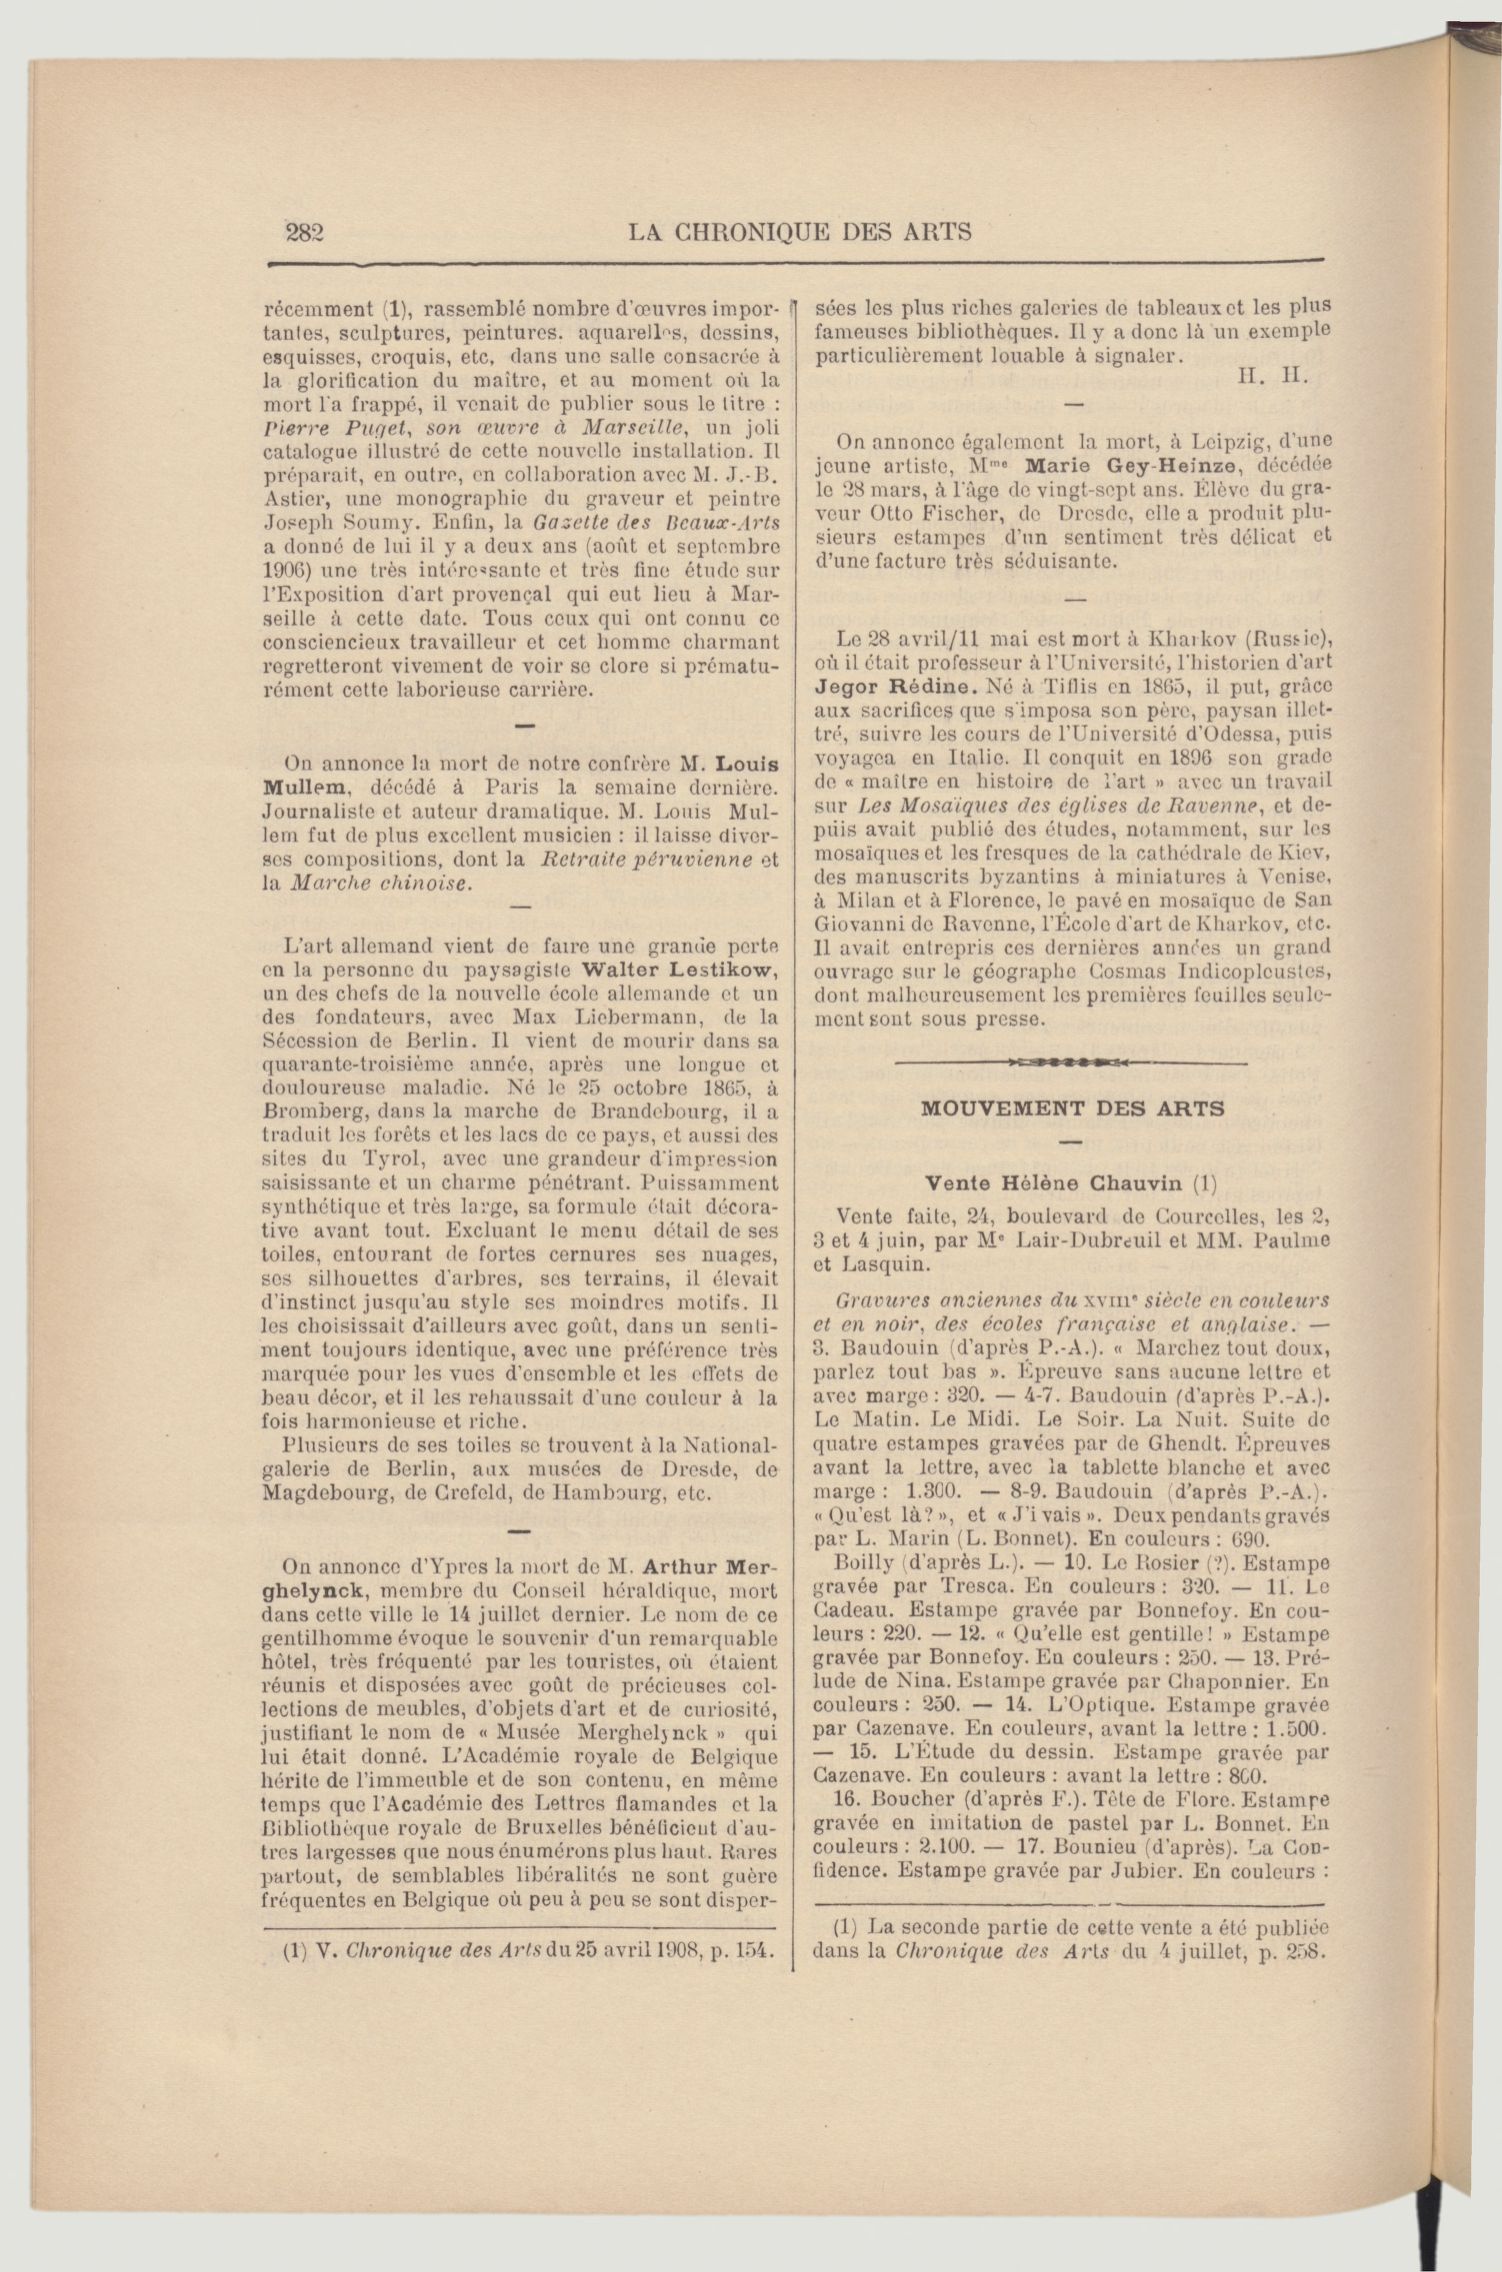 282
LA CHRONIQUE DES ARTS
récemment (1), rassemblé nombre d'œuvres impor-
tantes, sculptures, peintures. aquarelles, dessins,
esquisses, croquis, etc, dans une salle consacrée à
la glorification du maître, et au moment où la
mort l'a frappé, il venait de publier sous le titre :
Pierre Puget, son œuvre à Marseille, un joli
catalogue illustré de cette nouvelle installation. Il
préparait, en outre, en collaboration avec M. J.-B.
Astier, une monographie du graveur et peintre
Joseph Soumy. Enfin, la Gazette des Beaux-Arts
a donné de lui il y a deux ans (août et septembre
1906) une très intéressante et très fine étude sur
l'Exposition d'art provençal qui eut lieu à Mar-
seille à cette date. Tous ceux qui ont connu ce
consciencieux travailleur et cet homme charmant
regretteront vivement de voir se clore si prématu-
rément cette laborieuse carrière.
—
On annonce la mort de notre confrère M. Louis
Mullem, décédé à Paris la semaine dernière.
Journaliste et auteur dramatique. M. Louis Mul-
lem fut de plus excellent musicien : il laisse diver-
ses compositions, dont la Retraite péruvienne et
la Marche chinoise.
—
L'art allemand vient de faire une grande perte
en la personne du paysagiste Walter Lestikow,
un des chefs de la nouvelle école allemande et un
des fondateurs, avec Max Liebermann, de la
Sécession de Berlin. Il vient de mourir dans sa
quarante-troisième année, après une longue et
douloureuse maladie. Né le 25 octobre 1865, à
Bromberg, dans la marche de Brandebourg, il a
traduit les forêts et les lacs de ce pays, et aussi des
sites du Tyrol, avec une grandeur d'impression
saisissante et un charme pénétrant. Puissamment
synthétique et très large, sa formule était décora-
tive avant tout. Excluant le menu détail de ses
toiles, entourant de fortes cernures ses nuages,
ses silhouettes d'arbres, ses terrains, il élevait
d'instinct jusqu'au style ses moindres motifs. Il
les choisissait d'ailleurs avec goût, dans un senti-
ment toujours identique, avec une préférence très
marquée pour les vues d'ensemble et les effets de
beau décor, et il les rehaussait d'une couleur à la
fois harmonieuse et riche.
Plusieurs de ses toiles se trouvent à la National-
galerie de Berlin, aux musées de Dresde, de
Magdebourg, de Crefeld, de Hambourg, etc.
—
On annonce d'Ypres la mort de M. Arthur Mer-
ghelynck, membre du Conseil héraldique, mort
dans cette ville le 14 juillet dernier. Le nom de ce
gentilhomme évoque le souvenir d'un remarquable
hôtel, très fréquenté par les touristes, où étaient
réunis et disposées avec goût de précieuses col-
lections de meubles, d'objets d'art et de curiosité,
justifiant le nom de « Musée Merghelynck » qui
lui était donné. L'Académie royale de Belgique
hérite de l'immeuble et de son contenu, en même
temps que l'Académie des Lettres flamandes et la
Bibliothèque royale de Bruxelles bénéficient d'au-
tres largesses que nous énumérons plus haut. Rares
partout, de semblables libéralités ne sont guère
fréquentes en Belgique où peu à peu se sont disper-
(1) V. Chronique des Arts du 25 avril 1908, p. 154.
sées les plus riches galeries de tableaux et les plus
fameuses bibliothèques. Il y a donc là un exemple
particulièrement louable à signaler.
H. H.
—
On annonce également la mort, à Leipzig, d'une
jeune artiste, Mme Marie Gey-Heinze, décédée
le 28 mars, à l'âge de vingt-sept ans. Élève du gra-
veur Otto Fischer, de Dresde, elle a produit plu-
sieurs estampes d'un sentiment très délicat et
d'une facture très séduisante.
—
Le 28 avril/11 mai est mort à Kharkov (Russie),
où il était professeur à l'Université, l'historien d'art
Jegor Rédine. Né à Tiflis en 1865, il put, grâce
aux sacrifices que s'imposa son père, paysan illet-
tré, suivre les cours de l'Université d'Odessa, puis
voyagea en Italie. Il conquit en 1896 son grade
de « maître en histoire de l'art » avec un travail
sur Les Mosaïques des églises de Ravenne, et de-
puis avait publié des études, notamment, sur les
mosaïques et les fresques de la cathédrale de Kiev,
des manuscrits byzantins à miniatures à Venise,
à Milan et à Florence, le pavé en mosaïque de San
Giovanni de Ravenne, l'École d'art de Kharkov, etc.
Il avait entrepris ces dernières années un grand
ouvrage sur le géographe Cosmas Indicopleustes,
dont malheureusement les premières feuilles seule-
ment sont sous presse.
MOUVEMENT DES ARTS
—
Vente Hélène Chauvin (1)
Vente faite, 24, boulevard de Courcelles, les 2,
3 et 4 juin, par Me Lair-Dubreuil et MM. Paulme
et Lasquin.
Gravures anciennes du XVIIIe siècle en couleurs
et en noir, des écoles française et anglaise. —
3. Baudouin (d'après P.-A.). « Marchez tout doux,
parlez tout bas ». Épreuve sans aucune lettre et
avec marge : 320. — 4-7. Baudouin (d'après P.-A.).
Le Matin. Le Midi. Le Soir. La Nuit. Suite de
quatre estampes gravées par de Ghendt. Épreuves
avant la lettre, avec la tablette blanche et avec
marge : 1.300. — 8-9. Baudouin (d'après P.-A.).
« Qu'est là? », et « J'i vais ». Deux pendants gravés
par L. Marin (L. Bonnet). En couleurs : 690.
Boilly (d'après L.). — 10. Le Rosier (?). Estampe
gravée par Tresca. En couleurs : 320. — 11. Le
Cadeau. Estampe gravée par Bonnefoy. En cou-
leurs : 220. — 12. « Qu'elle est gentille! » Estampe
gravée par Bonnefoy. En couleurs : 250. — 13. Pré-
lude de Nina. Estampe gravée par Chaponnier. En
couleurs : 250. — 14. L'Optique. Estampe gravée
par Cazenave. En couleurs, avant la lettre : 1.500.
— 15. L'Étude du dessin. Estampe gravée par
Cazenave. En couleurs : avant la lettre : 800.
16. Boucher (d'après F.). Tête de Flore. Estampe
gravée en imitation de pastel par L. Bonnet. En
couleurs : 2.100. — 17. Bounieu (d'après). La Con-
fidence. Estampe gravée par Jubier. En couleurs :
(1) La seconde partie de cette vente a été publiée
dans la Chronique des Arts du 4 juillet, p. 258.